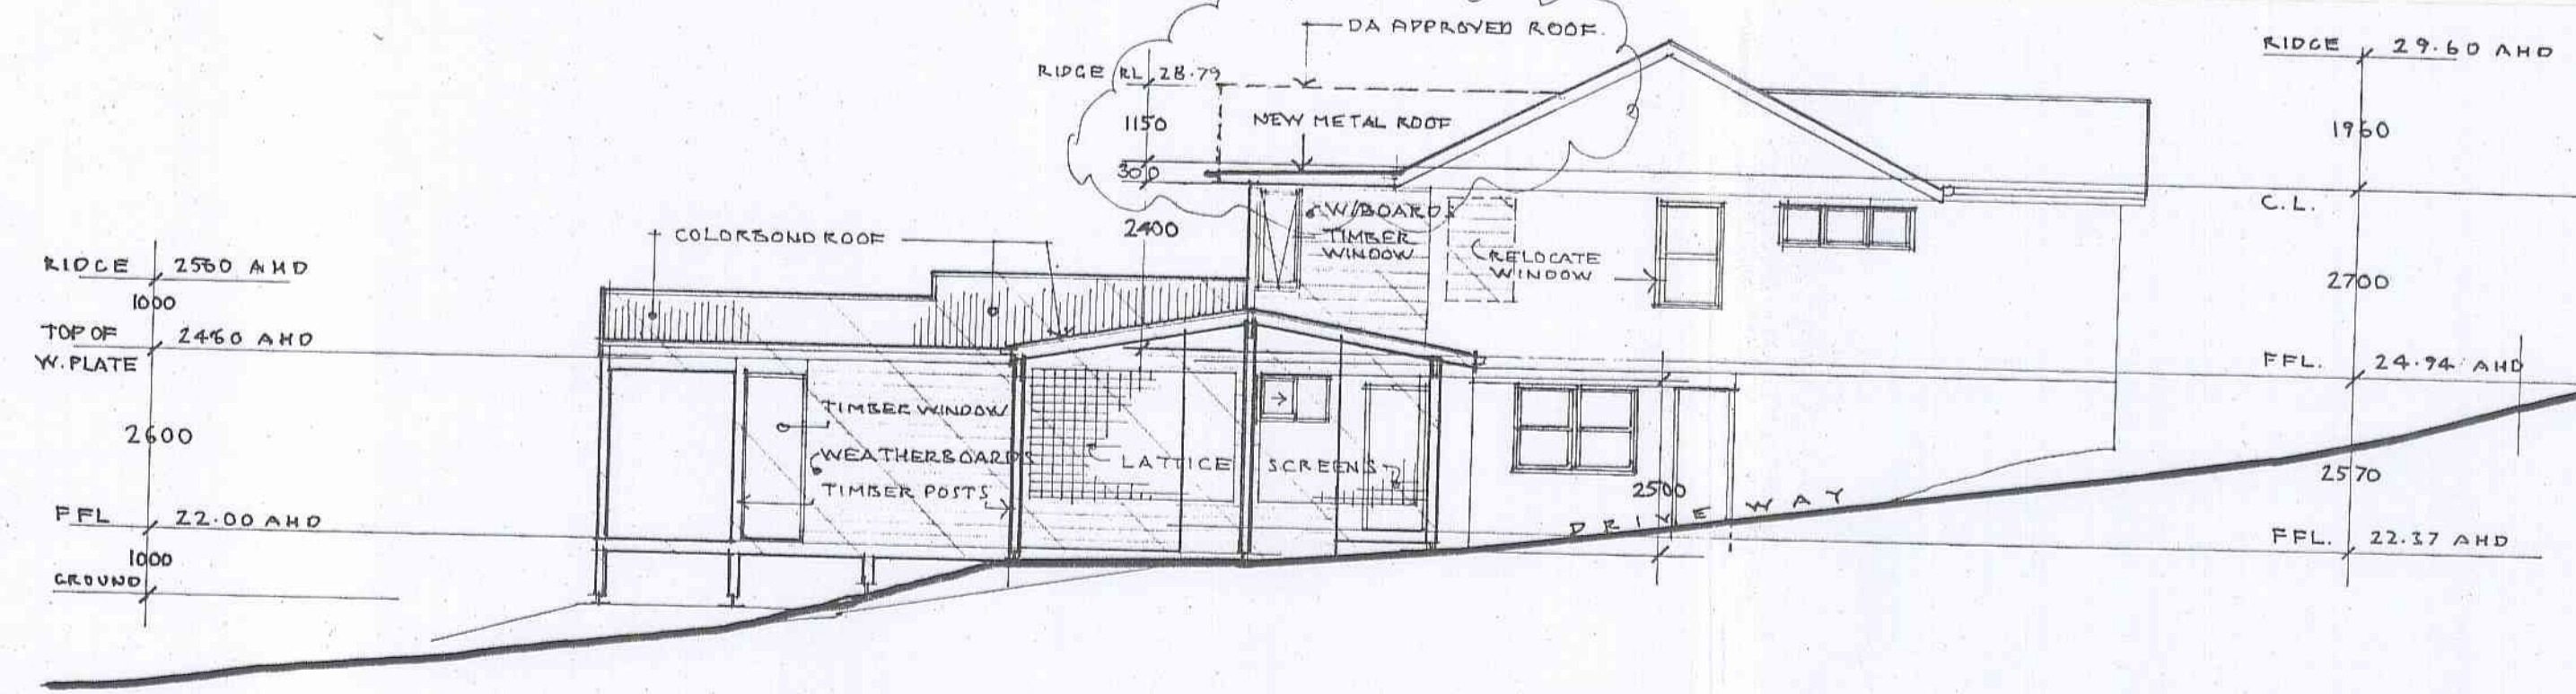 DA APPROVED ROOF.
RIDGE RL 28.79
1150
NEW METAL ROOF
300
2400
W/BOARDS
TIMBER
WINDOW
RELOCATE
WINDOW
RIDGE 29.60 AHD
1960
C.L.
2700
FFL. 24.94 AHD
2570
FFL. 22.37 AHD
COLORBOND ROOF
RIDGE 2560 AHD
1000
TOP OF 2460 AHD
W. PLATE
2600
FFL 22.00 AHD
1000
GROUND
TIMBER WINDOW
WEATHERBOARDS
TIMBER POSTS
LATTICE SCREENS
2500
DRIVEWAY